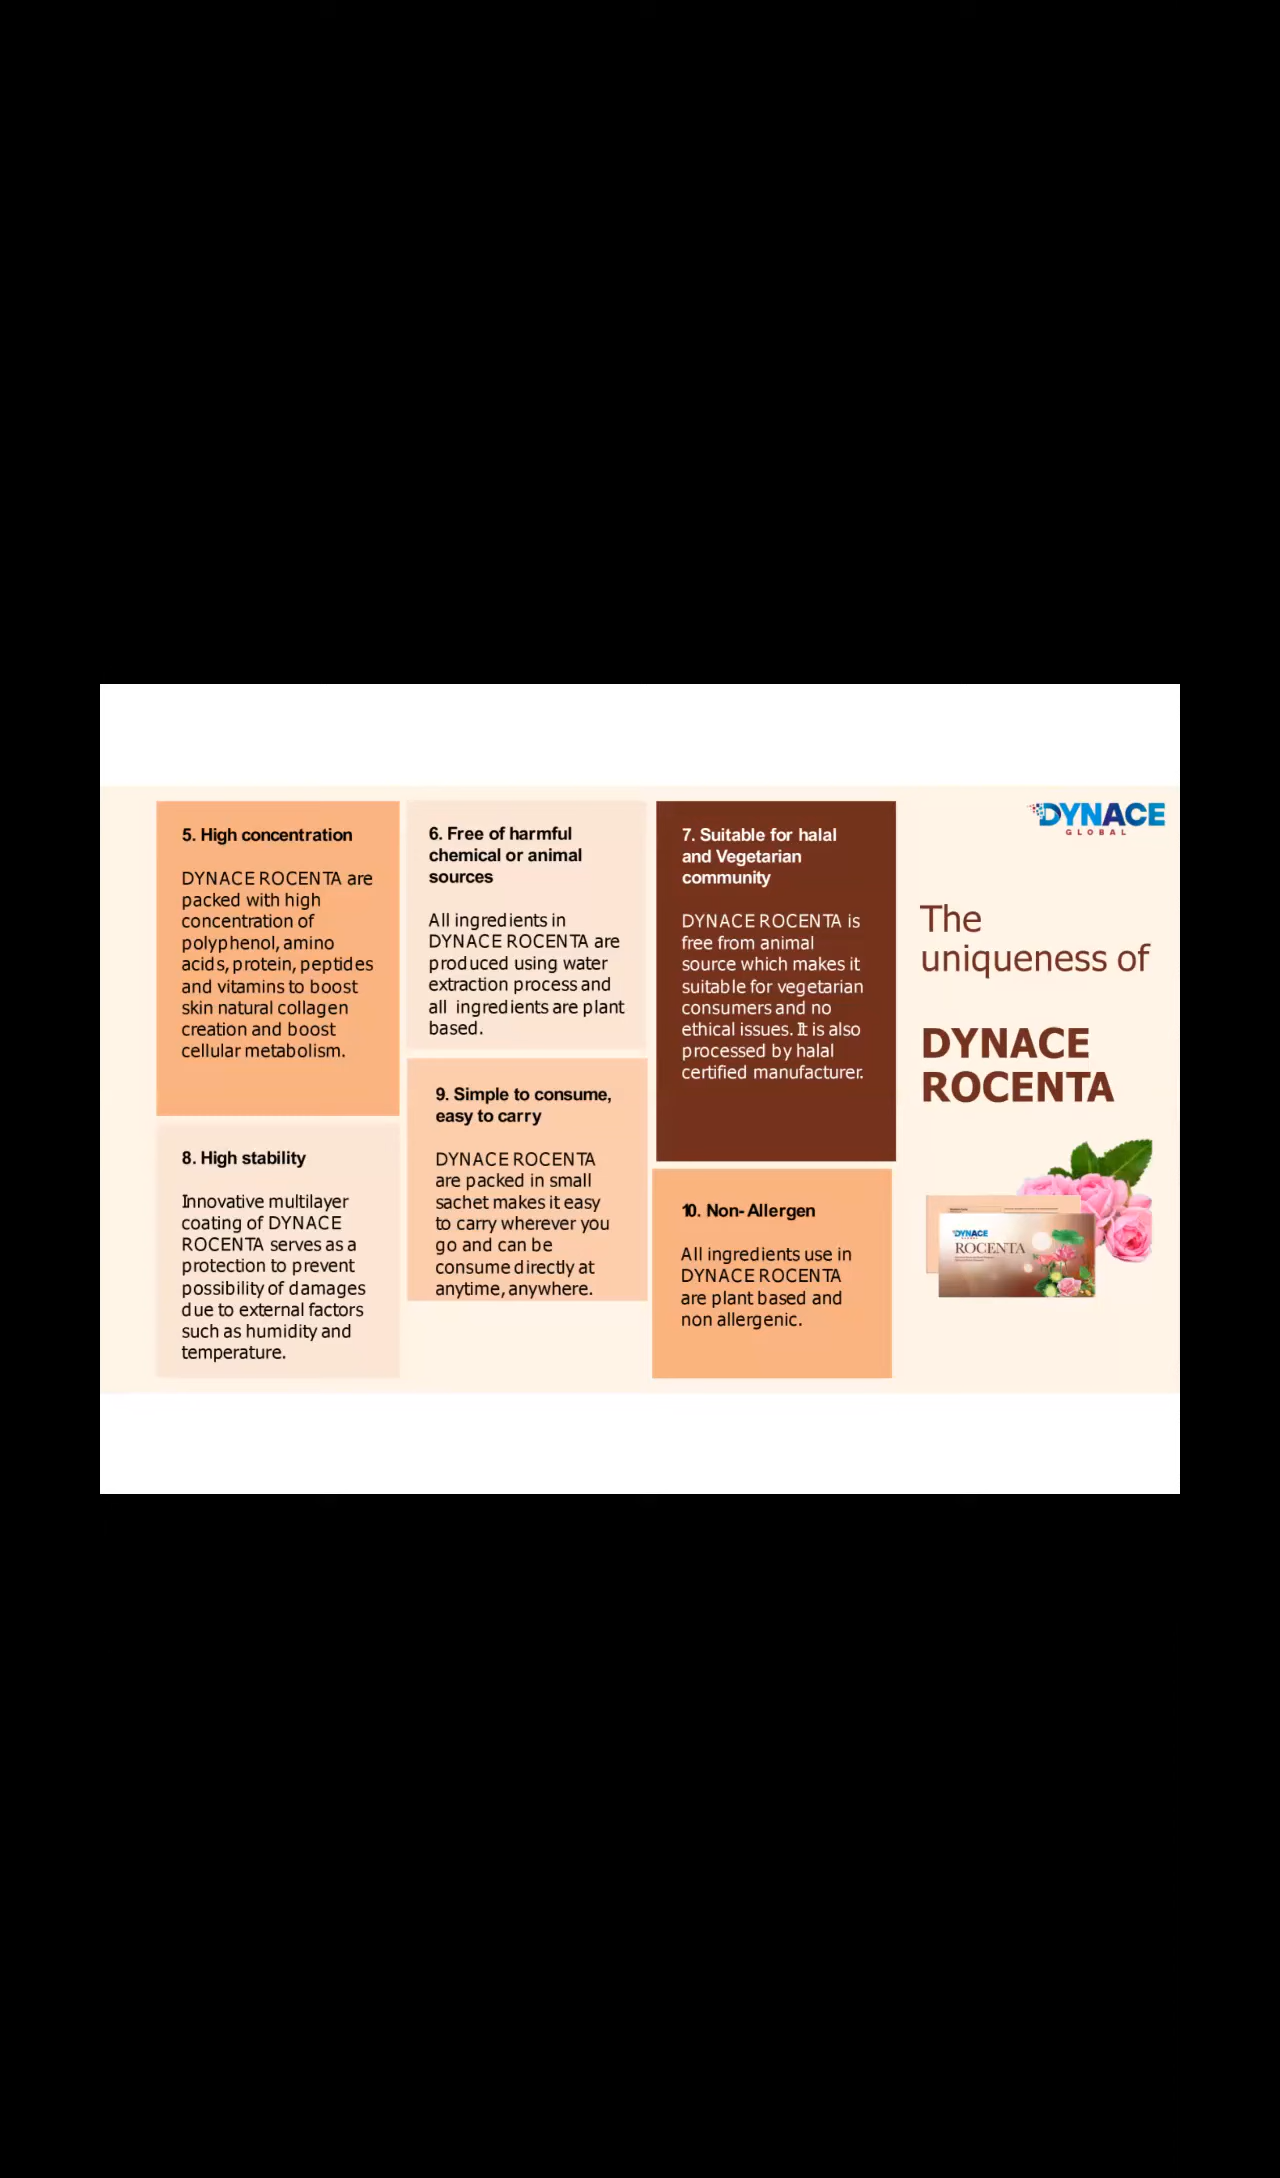 5. High concentration
DYNACE ROCENTA are
packed with high
concentration of
polyphenol, amino
acids, protein, peptides
and vitamins to boost
skin natural collagen
creation and boost
cellular metabolism.
6. Free of harmful
chemical or animal
sources
All ingredients in
DYNACE ROCENTA are
produced using water
extraction process and
all ingredients are plant
based.
7. Suitable for halal
and Vegetarian
community
DYNACE ROCENTA is
free from animal
source which makes it
suitable for vegetarian
consumers and no
ethical issues. It is also
processed by halal
certified manufacturer.
8. High stability
Innovative multilayer
coating of DYNACE
ROCENTA serves as a
protection to prevent
possibility of damages
due to external factors
such as humidity and
temperature.
9. Simple to consume,
easy to carry
DYNACE ROCENTA
are packed in small
sachet makes it easy
to carry wherever you
go and can be
consume directly at
anytime, anywhere.
10. Non-Allergen
All ingredients use in
DYNACE ROCENTA
are plant based and
non allergenic.
DYNACE
GLOBAL
The
uniqueness of
DYNACE
ROCENTA
DYNACE
ROCENTA